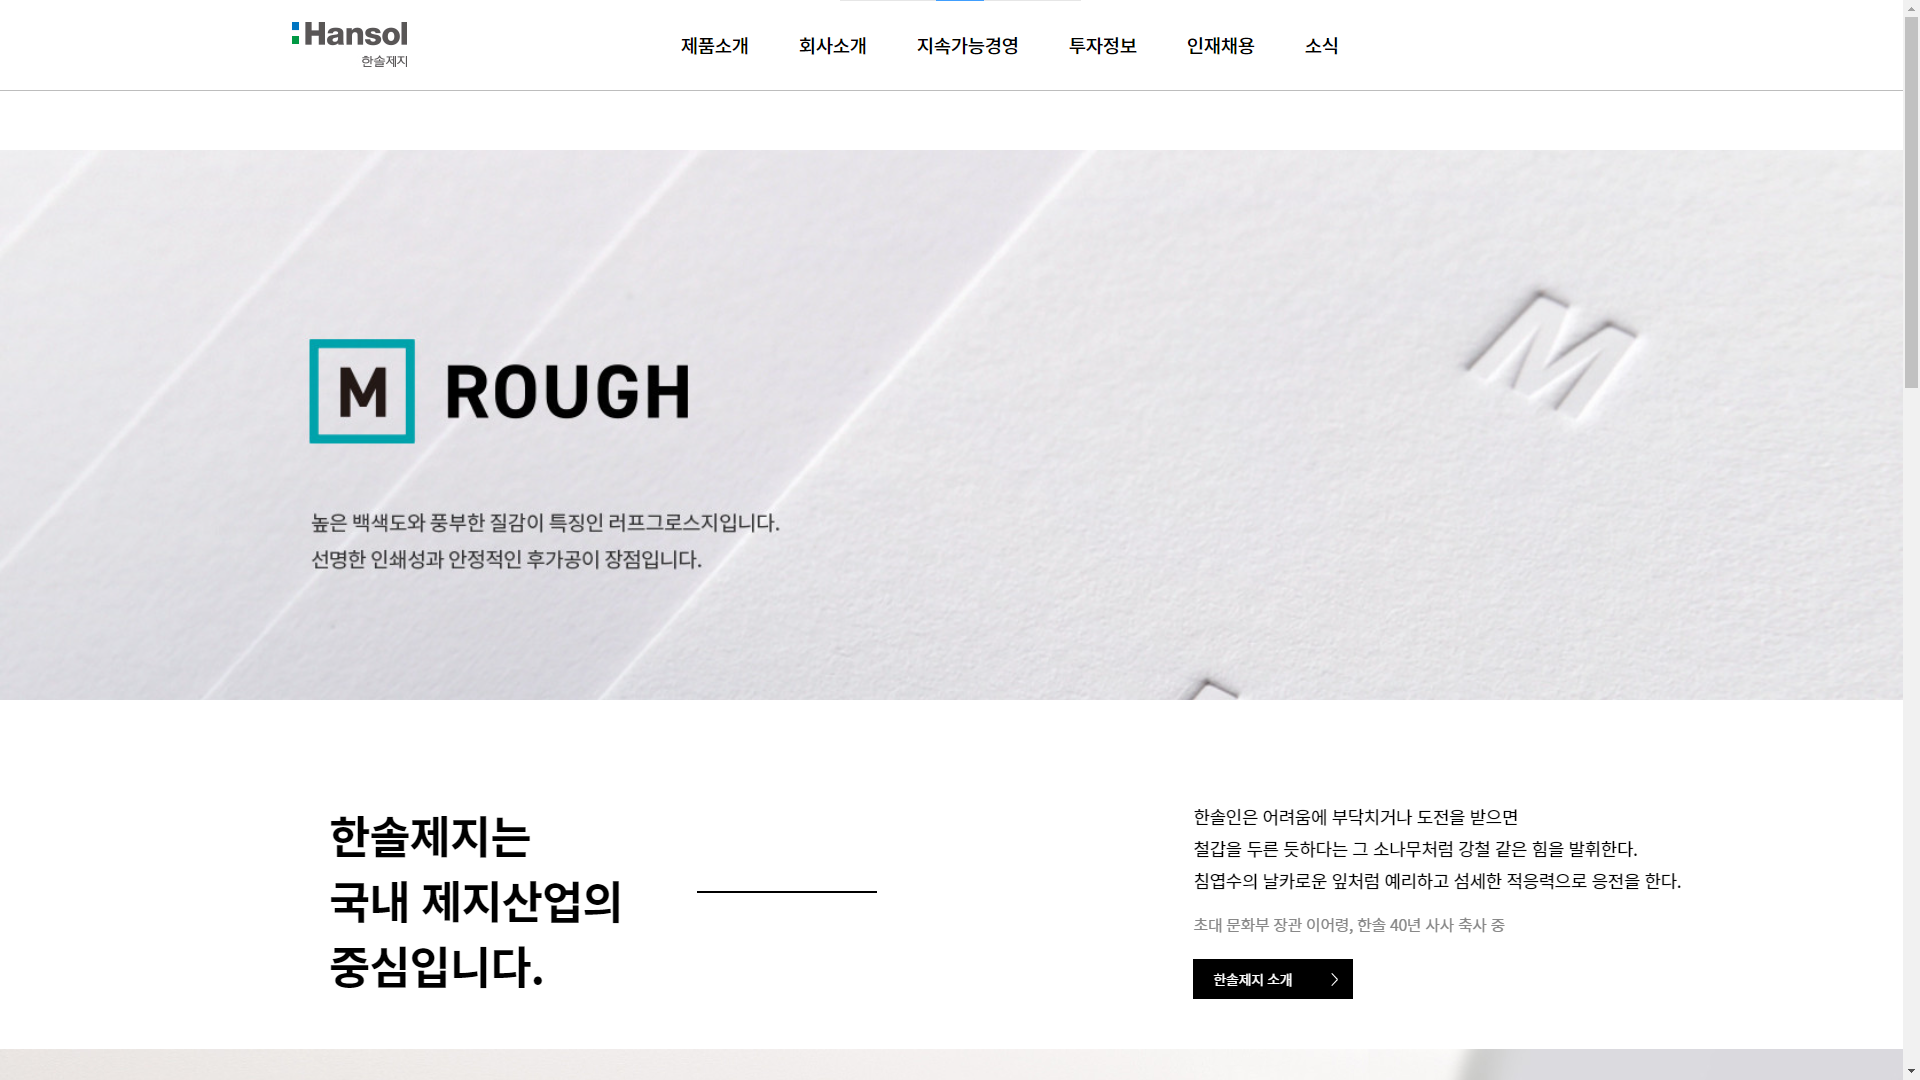 Hansol
한솔제지
제품소개
회사소개
지속가능경영
투자정보
인재채용
소식
M
M ROUGH
높은 백색도와 풍부한 질감이 특징인 러프그로스지입니다.
선명한 인쇄성과 안정적인 후가공이 장점입니다.
한솔제지는
국내 제지산업의
중심입니다.
한솔인은 어려움에 부닥치거나 도전을 받으면
철갑을 두른 듯하다는 그 소나무처럼 강철 같은 힘을 발휘한다.
침엽수의 날카로운 잎처럼 예리하고 섬세한 적응력으로 응전을 한다.
초대 문화부 장관 이어령, 한솔 40년 사사 축사 중
한솔제지 소개